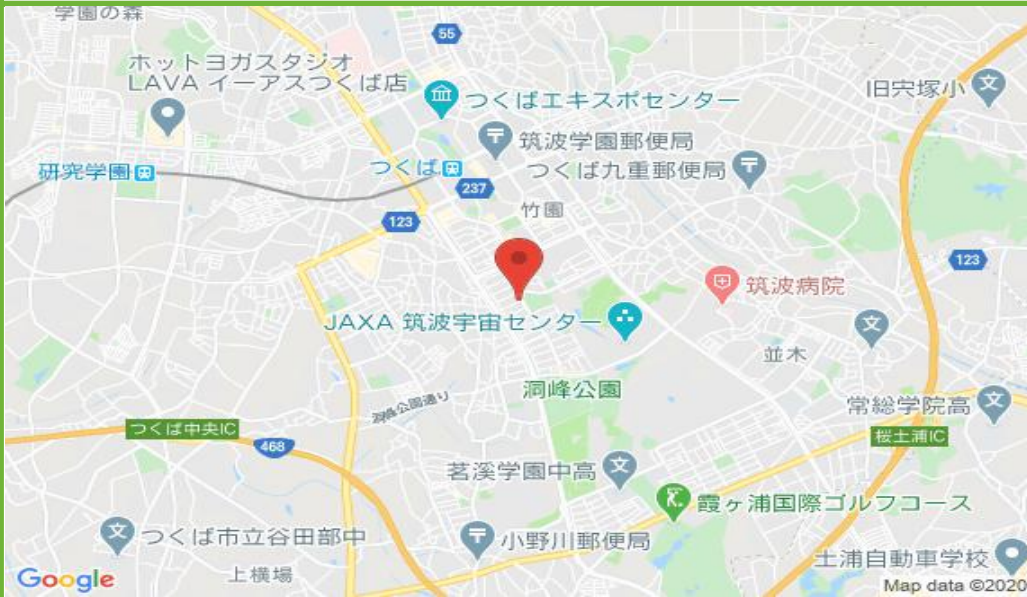 学園の森
55
ホットヨガスタジオ
LAVA イーアスつくば店
つくばエキスポセンター
旧宍塚小
筑波学園郵便局
研究学園
つくば
つくば九重郵便局
237
竹園
123
123
筑波病院
JAXA 筑波宇宙センター
並木
洞峰公園
洞峰公園通り
常総学院高
つくば中央IC
468
桜土浦IC
茗溪学園中高
霞ヶ浦国際ゴルフコース
つくば市立谷田部中
小野川郵便局
土浦自動車学校
上横場
Google
Map data ©2020